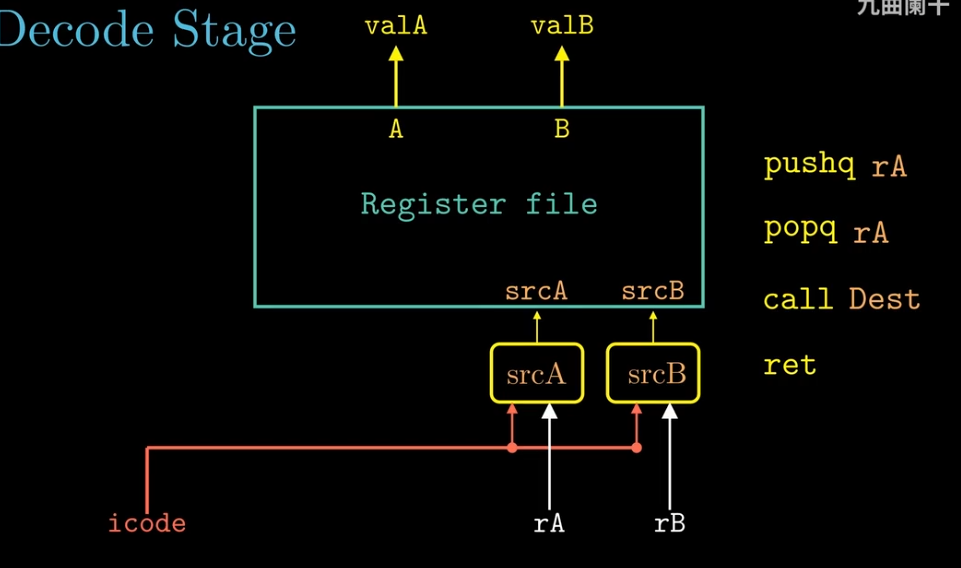 九曲阑干
Decode Stage
valA
valB
A
B
Register file
srcA
srcB
srcA
srcB
icode
rA
rB
pushq rA
popq rA
call Dest
ret